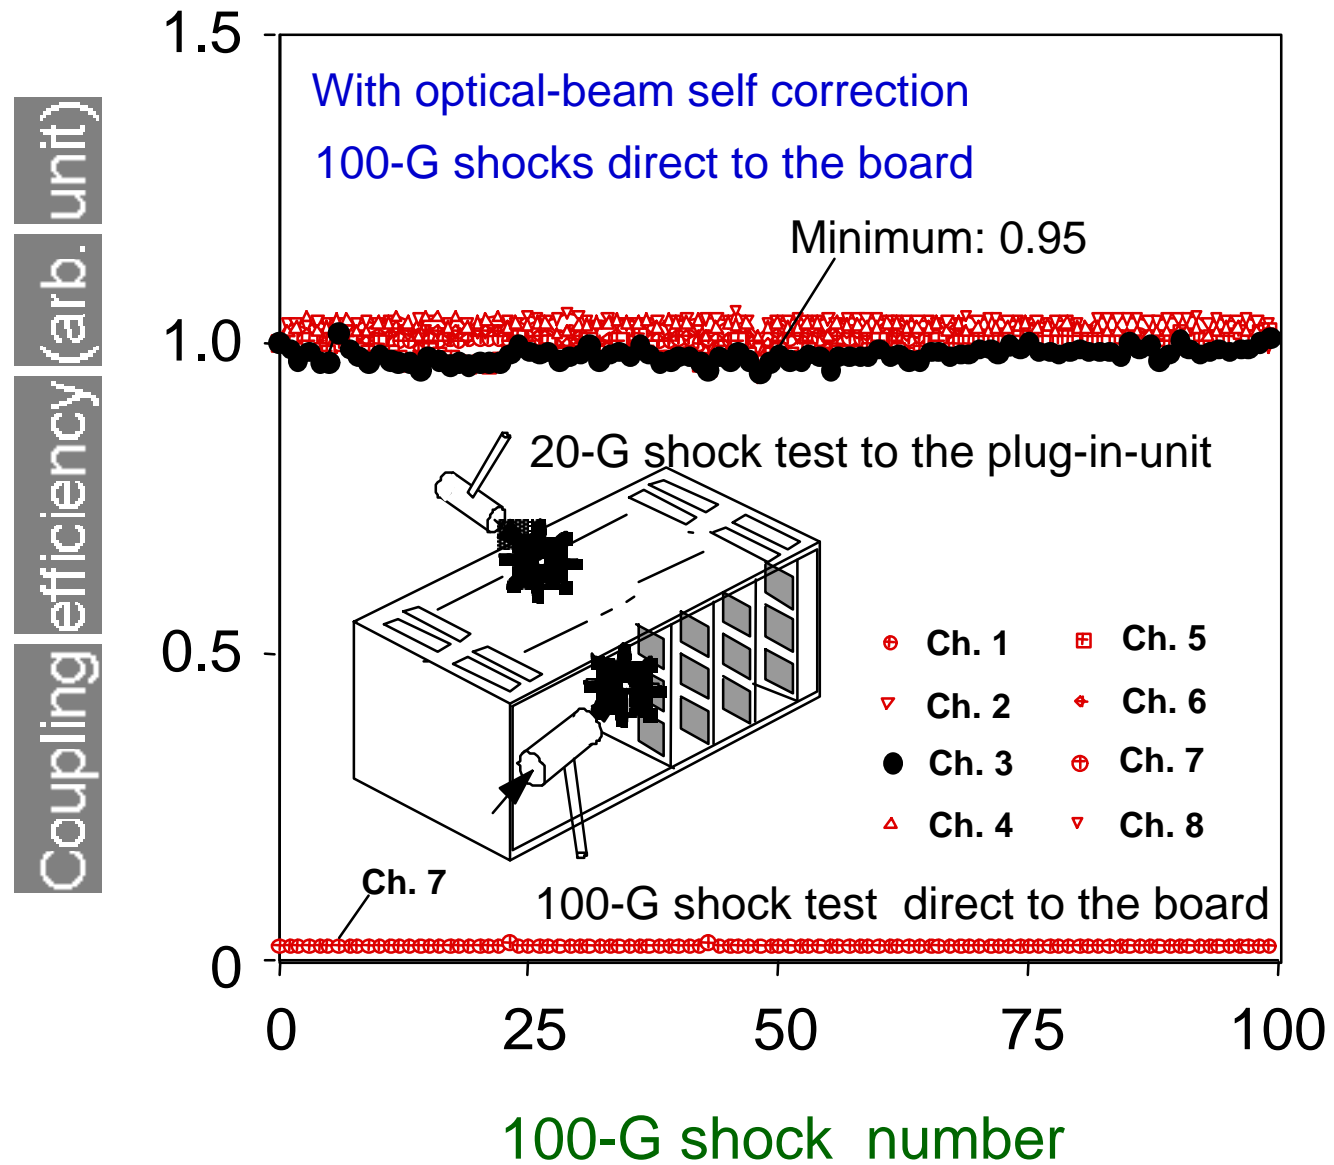 1.5
With optical-beam self correction
100-G shocks direct to the board
Minimum: 0.95
1.0
20-G shock test to the plug-in-unit
0.5
Ch. 1
Ch. 5
Ch. 2
Ch. 6
Ch. 3
Ch. 7
Ch. 4
Ch. 8
Ch. 7
100-G shock test direct to the board
0
0 25 50 75 100
100-G shock number
Coupling efficiency (arb. unit)